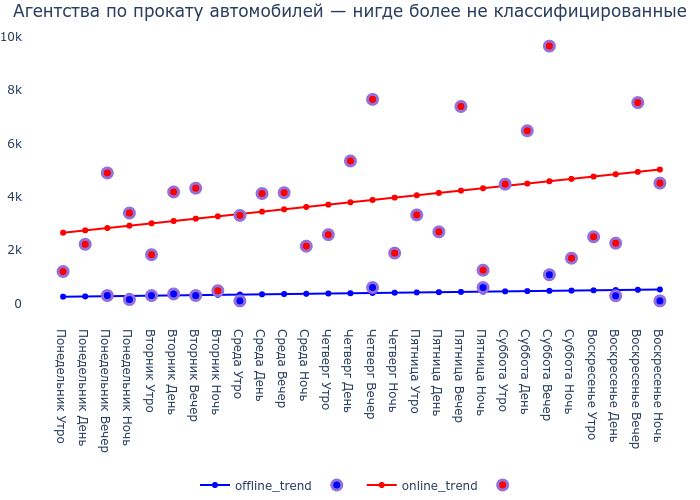 Агентства по прокату автомобилей — нигде более не классифицированные
10k
8k
6k
4k
2k
0
Понедельник Утро
Понедельник День
Понедельник Вечер
Понедельник Ночь
Вторник Утро
Вторник День
Вторник Вечер
Вторник Ночь
Среда Утро
Среда День
Среда Вечер
Среда Ночь
Четверг Утро
Четверг День
Четверг Вечер
Четверг Ночь
Пятница Утро
Пятница День
Пятница Вечер
Пятница Ночь
Суббота Утро
Суббота День
Суббота Вечер
Суббота Ночь
Воскресенье Утро
Воскресенье День
Воскресенье Вечер
Воскресенье Ночь
offline_trend online_trend